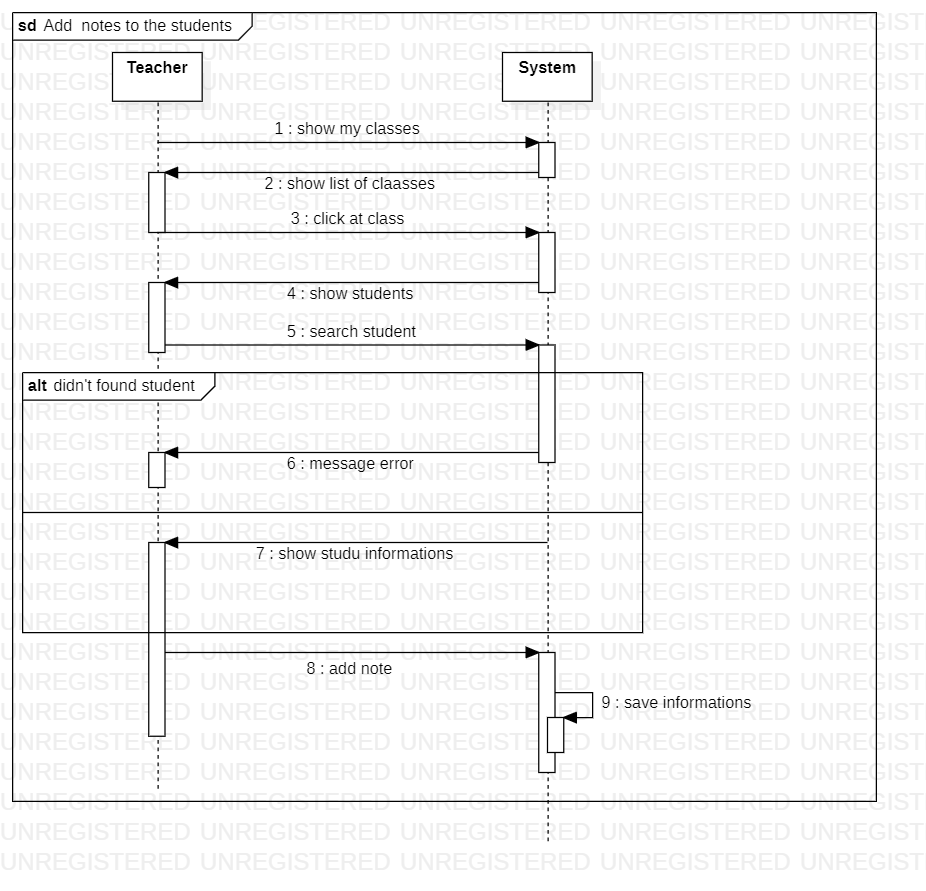 sd Add notes to the students
Teacher
System
1 : show my classes
2 : show list of claasses
3 : click at class
4 : show students
5 : search student
alt didn't found student
6 : message error
7 : show studu informations
8 : add note
9 : save informations
UNREGISTERED